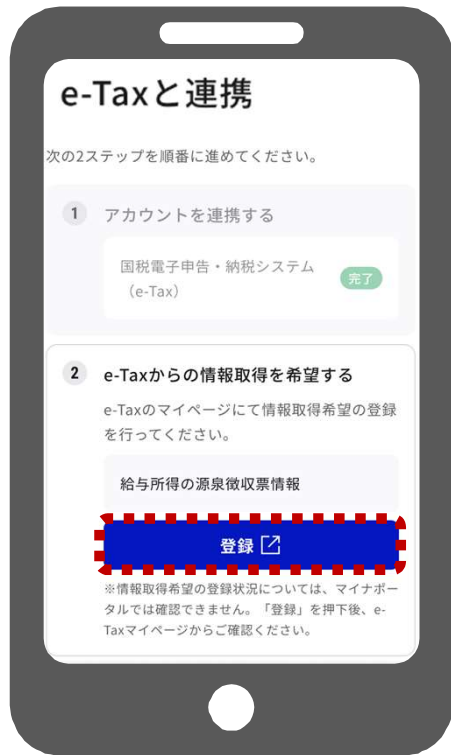 e-Taxと連携
次の2ステップを順番に進めてください。
1 アカウントを連携する
国税電子申告・納税システム
（e-Tax）
完了
2 e-Taxからの情報取得を希望する
e-Taxのマイページにて情報取得希望の登録
を行ってください。
給与所得の源泉徴収票情報
登録
※情報取得希望の登録状況については、マイナポー
タルでは確認できません。「登録」を押下後、e-
Taxマイページからご確認ください。